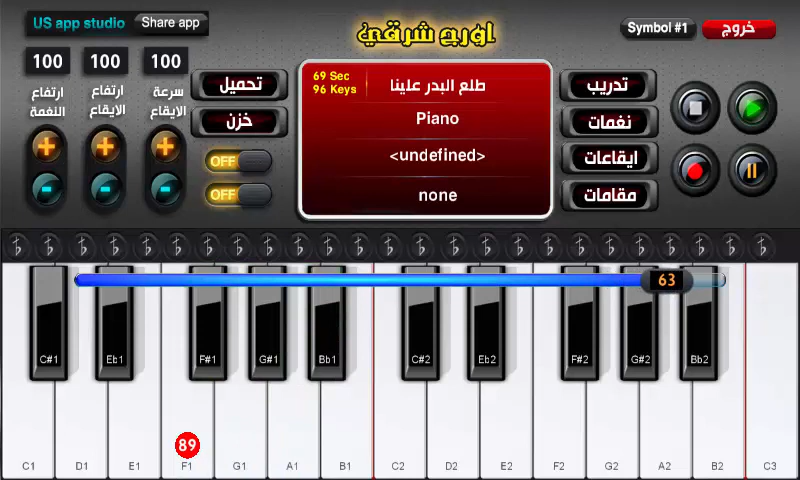 US app studio
Share app
اورج شرقي
Symbol #1
خروج
100
100
100
ارتفاع النغمة
ارتفاع الايقاع
سرعة الايقاع
+
+
+
-
-
-
تحميل
خزن
OFF
OFF
69 Sec
96 Keys
طلع البدر علينا
Piano
<undefined>
none
تدريب
نغمات
ايقاعات
مقامات
63
C#1
Eb1
F#1
G#1
Bb1
C#2
Eb2
F#2
G#2
Bb2
89
C1
D1
E1
F1
G1
A1
B1
C2
D2
E2
F2
G2
A2
B2
C3